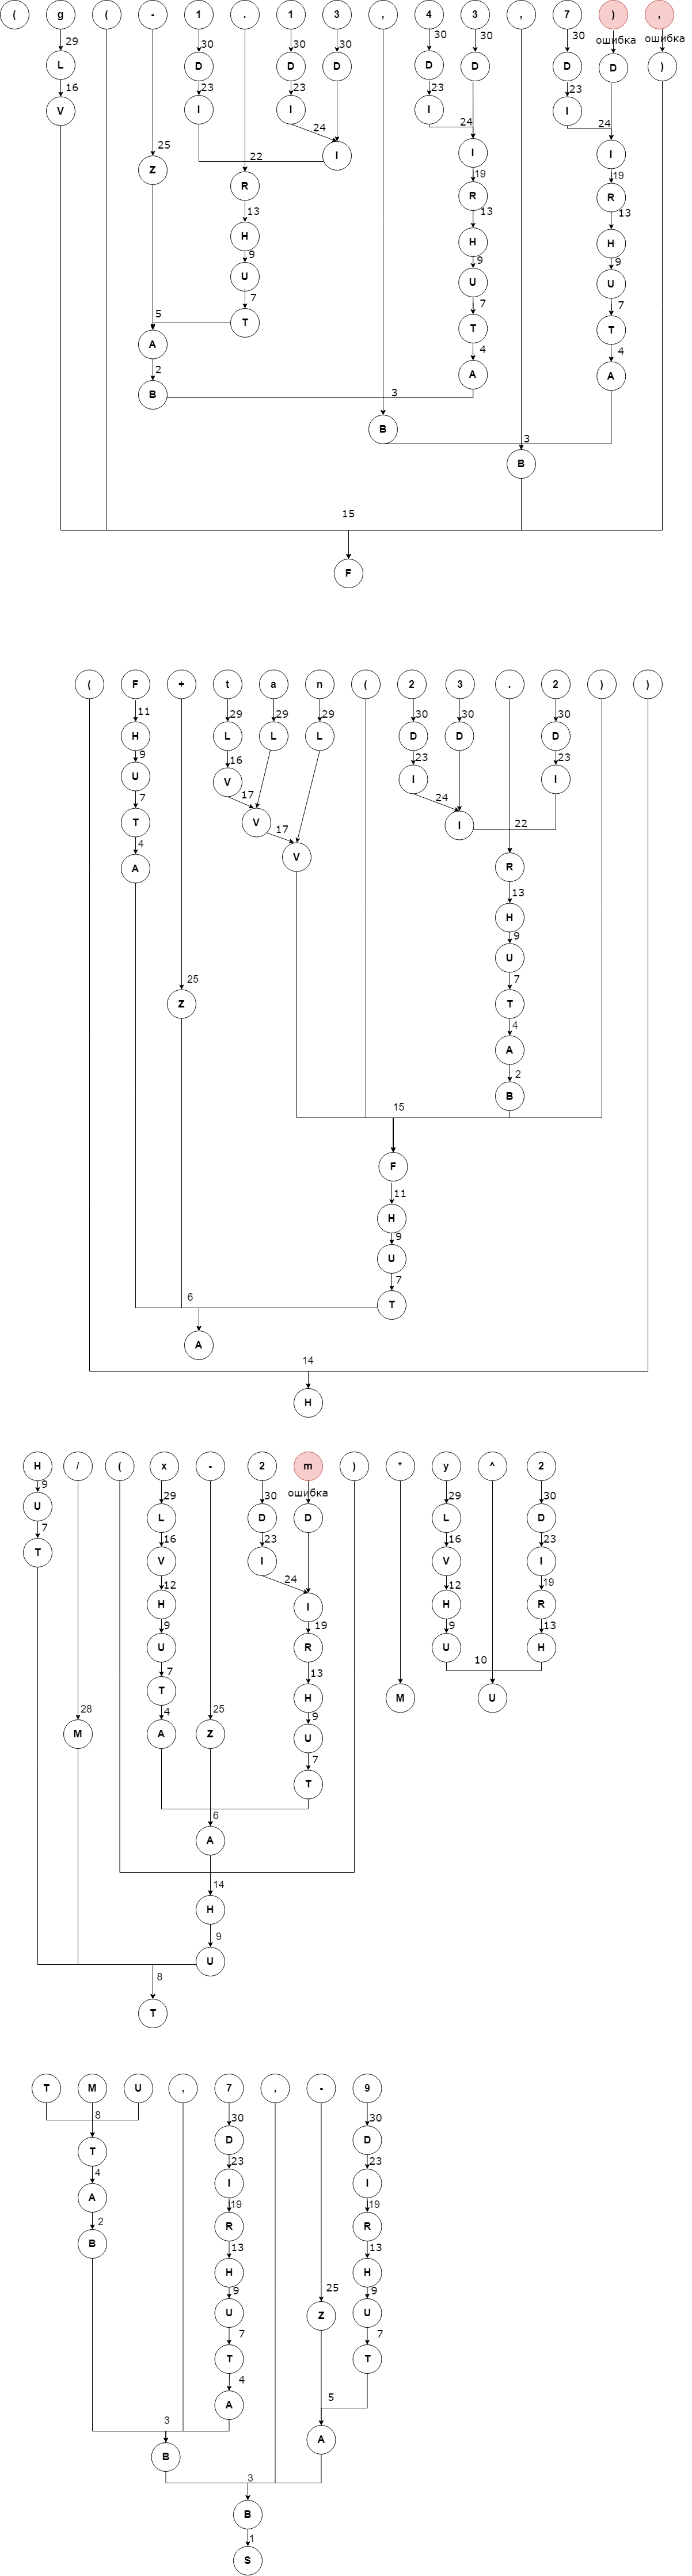 ( g ( - 1 . 1 3 , 4 3 , 7 ) ,
29 30 30 30 30 30 30 ошибка ошибка
L D D D D D D D )
16 23 23 23 23
V I I I I
24 24 24
22 I I I
25 19 19
Z R R R
13 13 13
H H H
9 9 9
U U U
7 7 7
5 T T T
A 4 4
2 A A
B 3
B 3
B
15
F
( F + t a n ( 2 3 . 2 ) )
11 29 29 29 30 30 30
H L L L D D D
9 16 23 23
U V I I
7 17 24
T V I 22
4 17
A V R
13
H
9
U
25 7
Z T
4
A
2
B
15
F
11
H
9
U
7
6 T
A
14
H
H / ( x - 2 m ) * y ^ 2
9 29 30 ошибка 29 30
U L D D L D
7 16 23 16 23
T V I V I
12 24 12 19
H I H R
9 19 9 13
U R U H
7 13 10
T H M U
4 28 25 9
M A Z U
7
T
6
A
14
H
9
U
8
T
T M U , 7 , - 9
8 30 30
T D D
4 23 23
A I I
2 19 19
B R R
13 13
H H
9 25 9
U Z U
7 7
T T
4 5
A
3 A
B
3
B
1
S